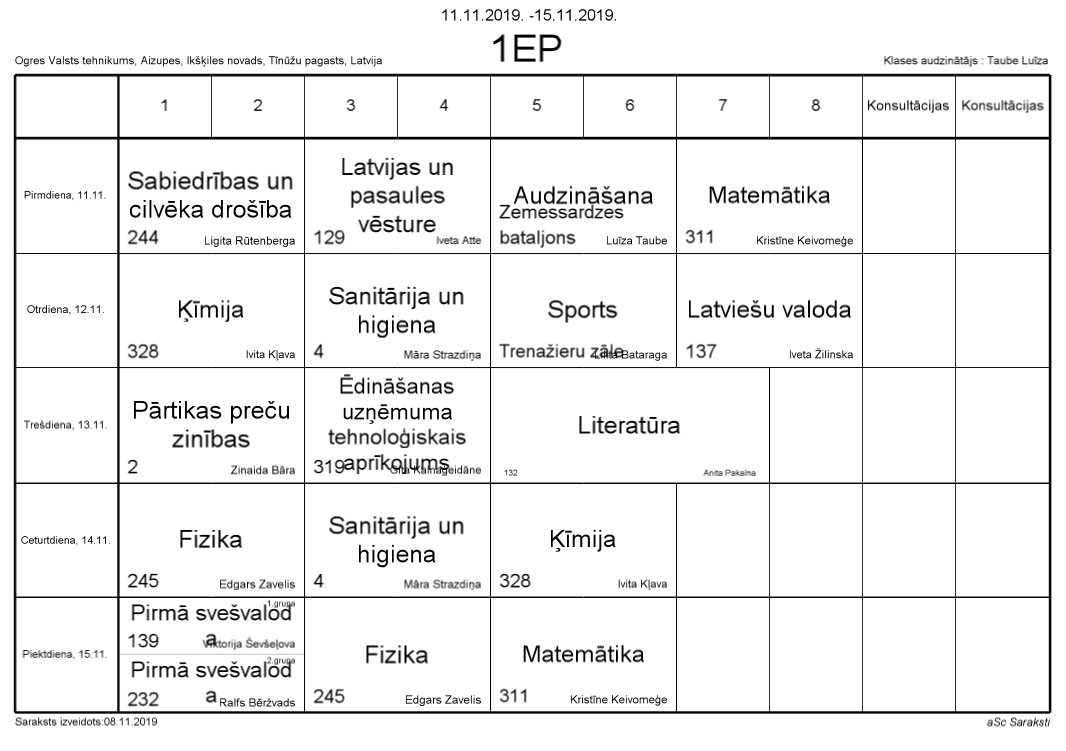 11.11.2019. -15.11.2019.
1EP
Ogres Valsts tehnikums, Aizupes, Ikšķiles novads, Tīnūžu pagasts, Latvija
Klases audzinātājs : Taube Luīza
1 2 3 4 5 6 7 8 Konsultācijas Konsultācijas
Pirmdiena, 11.11.
Sabiedrības un
cilvēka drošība
244 Ligita Rūtenberga
Latvijas un
pasaules
vēsture
129 Iveta Atte
Audzināšana
Zemessardzes
bataljons Luīza Taube
Matemātika
311 Kristīne Keivomeģe
Otrdiena, 12.11.
Ķīmija
328 Ivita Kļava
Sanitārija un
higiena
4 Māra Strazdiņa
Sports
Trenažieru zāle Bataraga
Latviešu valoda
137 Iveta Žilinska
Trešdiena, 13.11.
Pārtikas preču
zinības
2 Zinaida Bāra
Ēdināšanas
uzņēmuma
tehnoloģiskais
aprīkojums
319
Literatūra
132 Anita Pakalna
Ceturtdiena, 14.11.
Fizika
245 Edgars Zavelis
Sanitārija un
higiena
4 Māra Strazdiņa
Ķīmija
328 Ivita Kļava
Piektdiena, 15.11.
1.grupa
Pirmā svešvalod
a
139 Viktorija Ševšeļova
2.grupa
Pirmā svešvalod
a
232 Ralfs Bēržvads
Fizika
245 Edgars Zavelis
Matemātika
311 Kristīne Keivomeģe
Saraksts izveidots:08.11.2019
aSc Saraksti